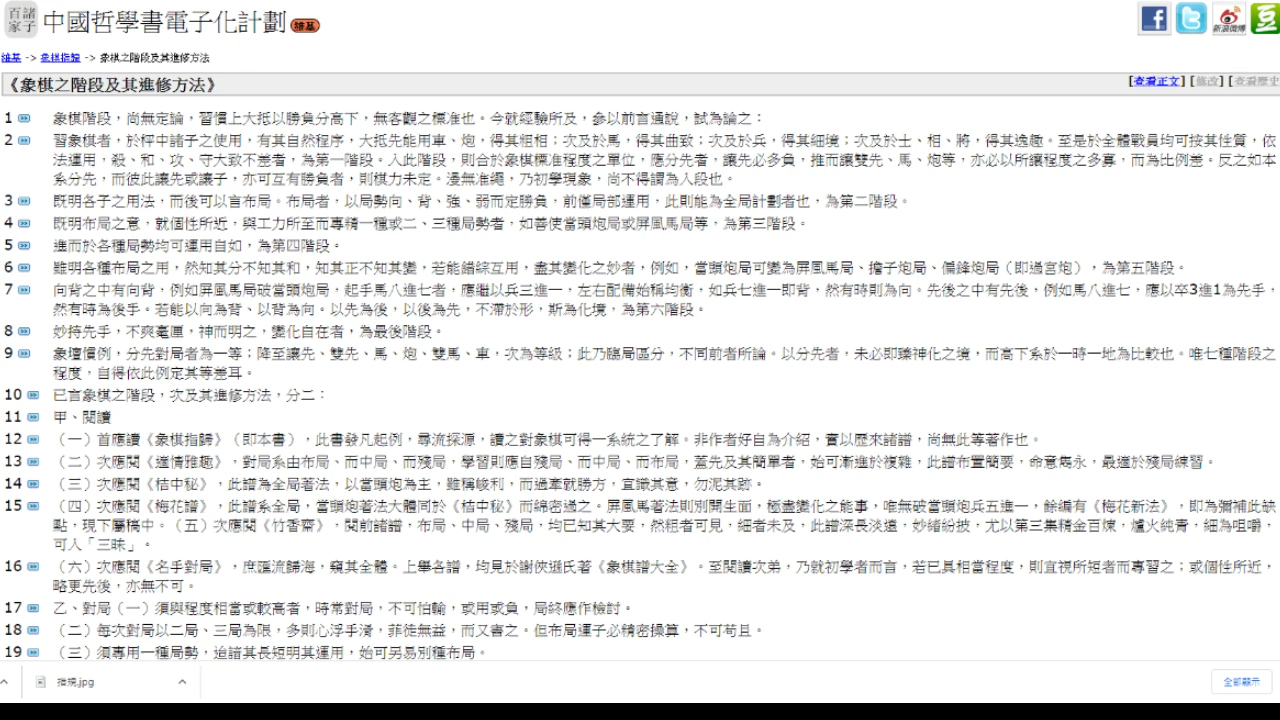 諸子百家 中國哲學書電子化計劃 維基
新浪微博
豆
維基 -> 象棋指歸 -> 象棋之階段及其進修方法
《象棋之階段及其進修方法》 [查看正文] [修改] [查看歷史
1 象棋階段，尚無定論，習慣上大抵以勝負分高下，無客觀之標准也。今就經驗所及，參以前言通說，試為論之：
2 習象棋者，於枰中諸子之使用，有其自然程序，大抵先能用車、炮，得其粗相；次及於馬，得其曲致；次及於兵，得其細境；次及於士、相、將，得其逸趣。至是於全體戰員均可按其性質，依
法運用，殺、和、攻、守大致不差者，為第一階段。入此階段，則合於象棋標准程度之單位，應分先者，讓先必多負，推而讓雙先、馬、炮等，亦必以所讓程度之多寡，而為比例差。反之如本
系分先，而彼此讓先或讓子，亦可互有勝負者，則棋力未定。漫無准繩，乃初學現象，尚不得謂為入段也。
3 既明各子之用法，而後可以言布局。布局者，以局勢向、背、強、弱而定勝負，前僅局部運用，此則能為全局計劃者也，為第二階段。
4 既明布局之意，就個性所近，與工力所至而專精一種或二、三種局勢者，如善使當頭炮局或屏風馬局等，為第三階段。
5 進而於各種局勢均可運用自如，為第四階段。
6 雖明各種布局之用，然知其分不知其和，知其正不知其變，若能錯綜互用，盡其變化之妙者，例如，當頭炮局可變為屏風馬局、擔子炮局、偏鋒炮局（即過宮炮），為第五階段。
7 向背之中有向背，例如屏風馬局破當頭炮局，起手馬八進七者，應繼以兵三進一，左右配備始稱均衡，如兵七進一即背，然有時則為向。先後之中有先後，例如馬八進七，應以卒3進1為先手，
然有時為後手。若能以向為背、以背為向。以先為後，以後為先，不滯於形，斯為化境，為第六階段。
8 妙持先手，不爽毫厘，神而明之，變化自在者，為最後階段。
9 象壇慣例，分先對局者為一等；降至讓先、雙先、馬、炮、雙馬、車，次為等級；此乃臨局區分，不同前者所論。以分先者，未必即臻神化之境，而高下系於一時一地為比較也。唯七種階段之
程度，自得依此例定其等差耳。
10 已言象棋之階段，次及其進修方法，分二：
11 甲、閱讀
12 （一）首應讀《象棋指歸》（即本書），此書發凡起例，尋流探源，讀之對象棋可得一系統之了解。非作者好自為介紹，實以歷來諸譜，尚無此等著作也。
13 （二）次應閱《適情雅趣》，對局系由布局、而中局、而殘局，學習則應自殘局、而中局、而布局，蓋先及其簡單者，始可漸進於複雜，此譜布置簡要，命意雋永，最適於殘局練習。
14 （三）次應閱《桔中秘》，此譜為全局著法，以當頭炮為主，雖稱峻利，而過牽就勝方，宜識其意，勿泥其跡。
15 （四）次應閱《梅花譜》，此譜系全局，當頭炮著法大體同於《桔中秘》而綿密過之。屏風馬著法則別開生面，極盡變化之能事，唯無破當頭炮兵五進一，餘編有《梅花新法》，即為彌補此缺
點，現下屬稿中。（五）次應閱《竹香齋》，閱前諸譜，布局、中局、殘局，均已知其大要，然粗者可見，細者未及，此譜深長淡遠，妙緒紛披，尤以第三集精金百煉，爐火純青，細為咀嚼，
可入「三昧」。
16 （六）次應閱《名手對局》，庶匯流歸海，窺其全體。上舉各譜，均見於謝俠遜氏著《象棋譜大全》。至閱讀次弟，乃就初學者而言，若已具相當程度，則宜視所短者而專習之；或個性所近，
略更先後，亦無不可。
17 乙、對局（一）須與程度相當或較高者，時常對局，不可怕輸，或用或負，局終應作檢討。
18 （二）每次對局以二局、三局為限，多則心浮手滑，菲徒無益，而又害之。但布局運子必精密操算，不可苟且。
19 （三）須專用一種局勢，迨諳其長短明其運用，始可另易別種布局。
指規.jpg 全部顯示